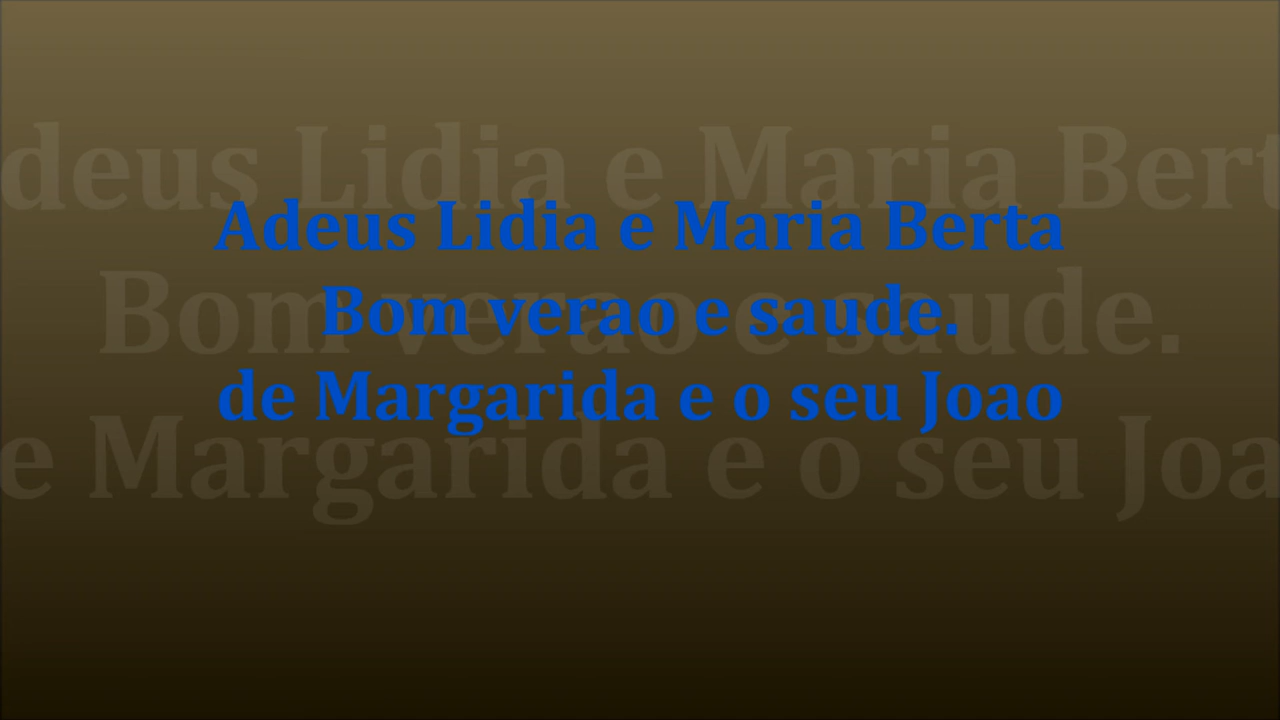 Adeus Lidia e Maria Berta
Bom verao e saude.
de Margarida e o seu Joao